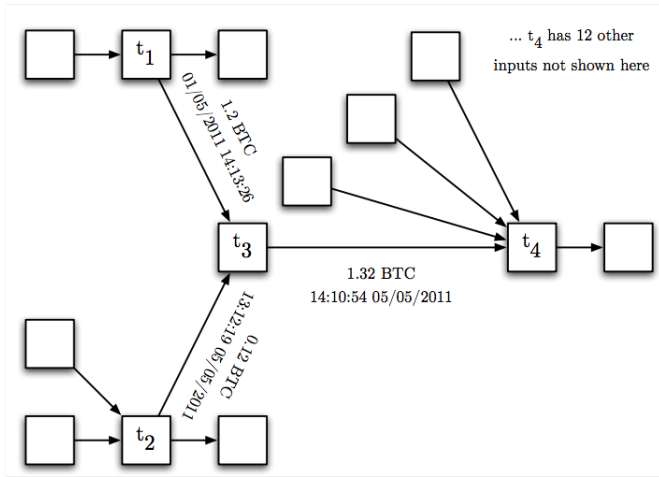 t1
... t4 has 12 other
inputs not shown here
1.2 BTC
01/05/2011 14:13:26
t3
t4
1.32 BTC
14:10:54 05/05/2011
0.12 BTC
13:12:19 05/05/2011
t2